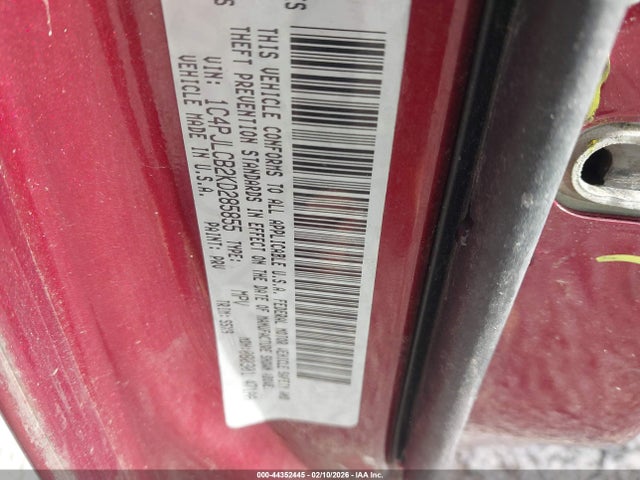 THIS VEHICLE CONFORMS TO ALL APPLICABLE U.S.A. FEDERAL MOTOR VEHICLE SAFETY AND
THEFT PREVENTION STANDARDS IN EFFECT ON THE DATE OF MANUFACTURE SHOWN ABOVE.
VIN: 1C4PJLCB2KD285855 TYPE: MPV
VEHICLE MADE IN U.S.A. PAINT: PRV TRIM:
000-44352445 - 02/10/2026 - IAA Inc.